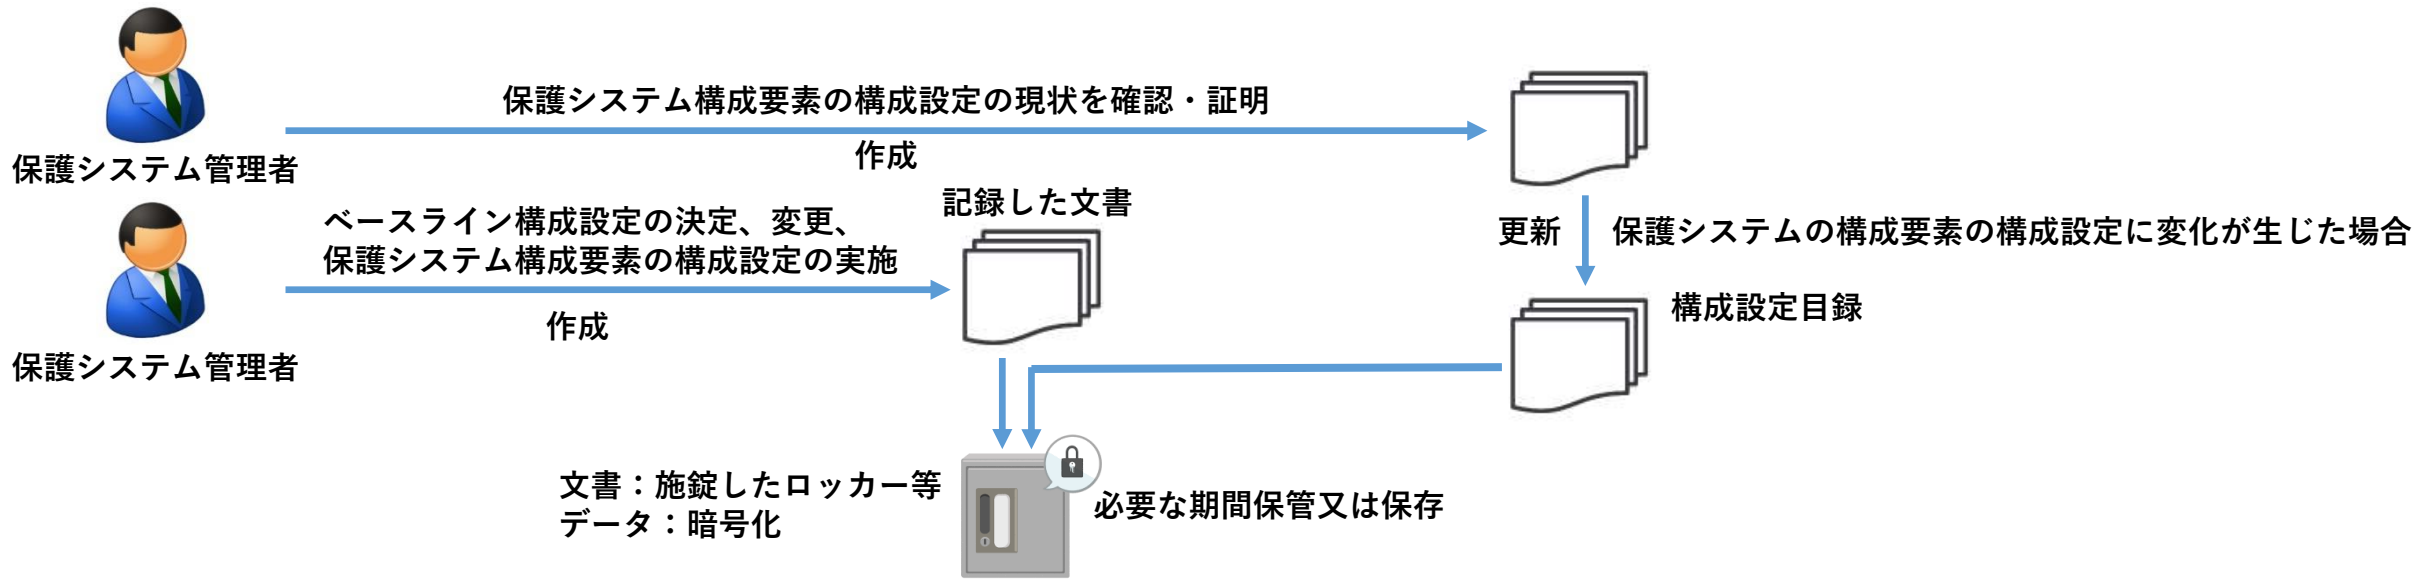 保護システム構成要素の構成設定の現状を確認・証明
作成
保護システム管理者
ベースライン構成設定の決定、変更、
保護システム構成要素の構成設定の実施
作成
保護システム管理者
記録した文書
更新
保護システムの構成要素の構成設定に変化が生じた場合
構成設定目録
文書：施錠したロッカー等
データ：暗号化
必要な期間保管又は保存